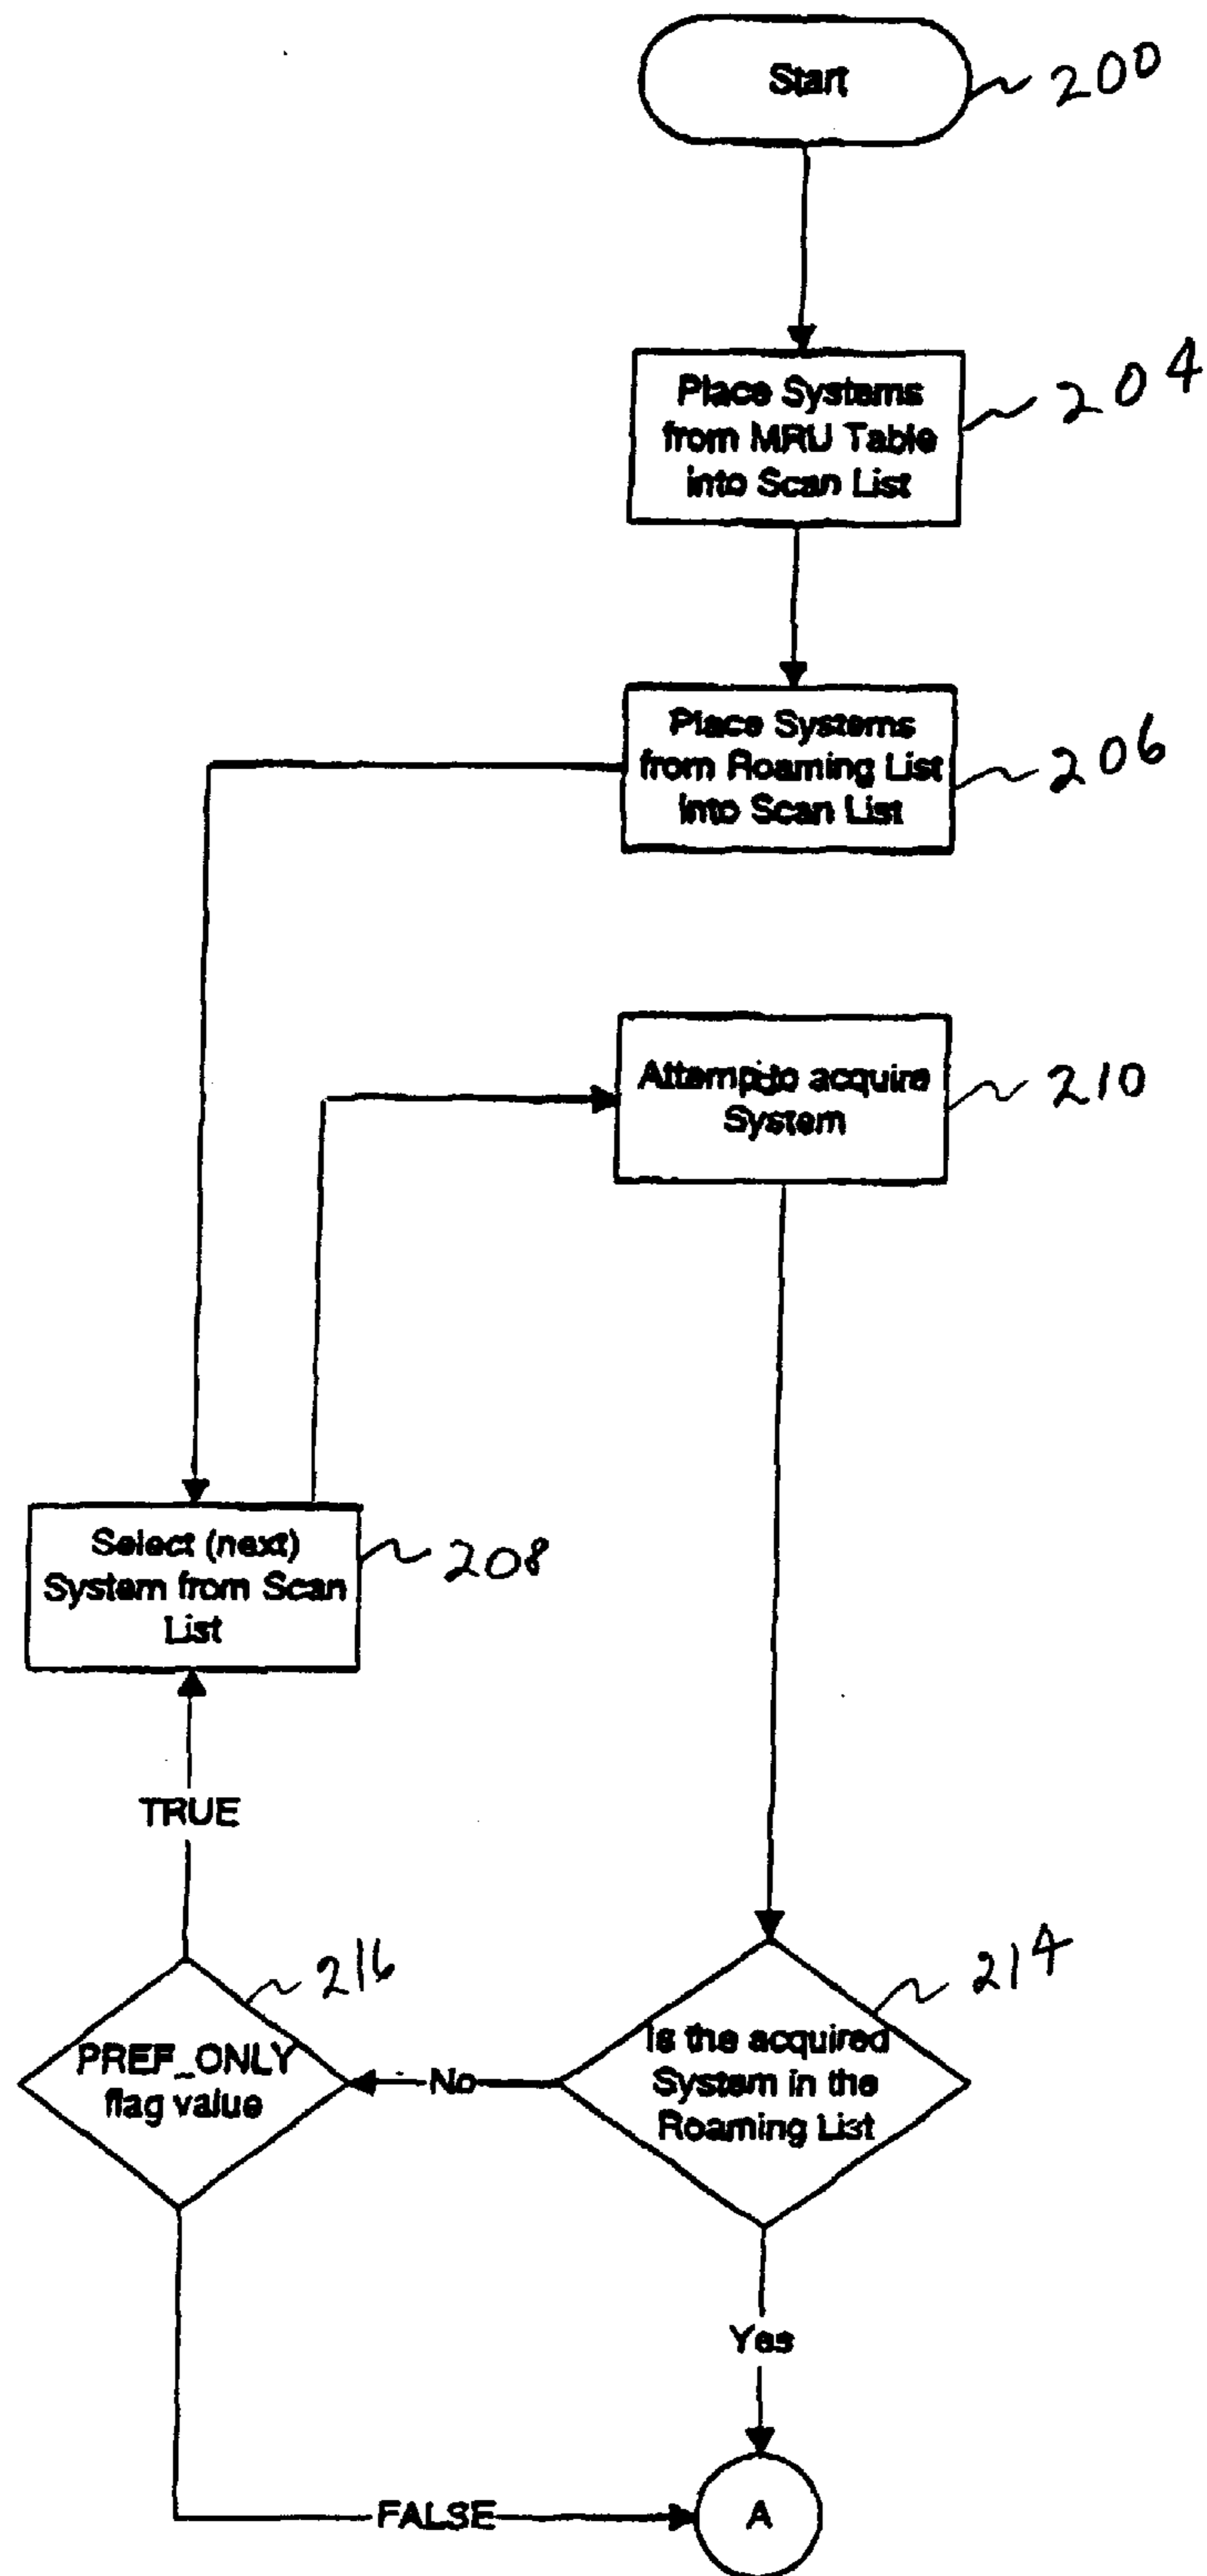 Start
200
Place Systems
from MRU Table
into Scan List
204
Place Systems
from Roaming List
into Scan List
206
Attempt to acquire
System
210
Select (next)
System from Scan
List
208
TRUE
216
PREF_ONLY
flag value
No
214
Is the acquired
System in the
Roaming List
Yes
FALSE
A